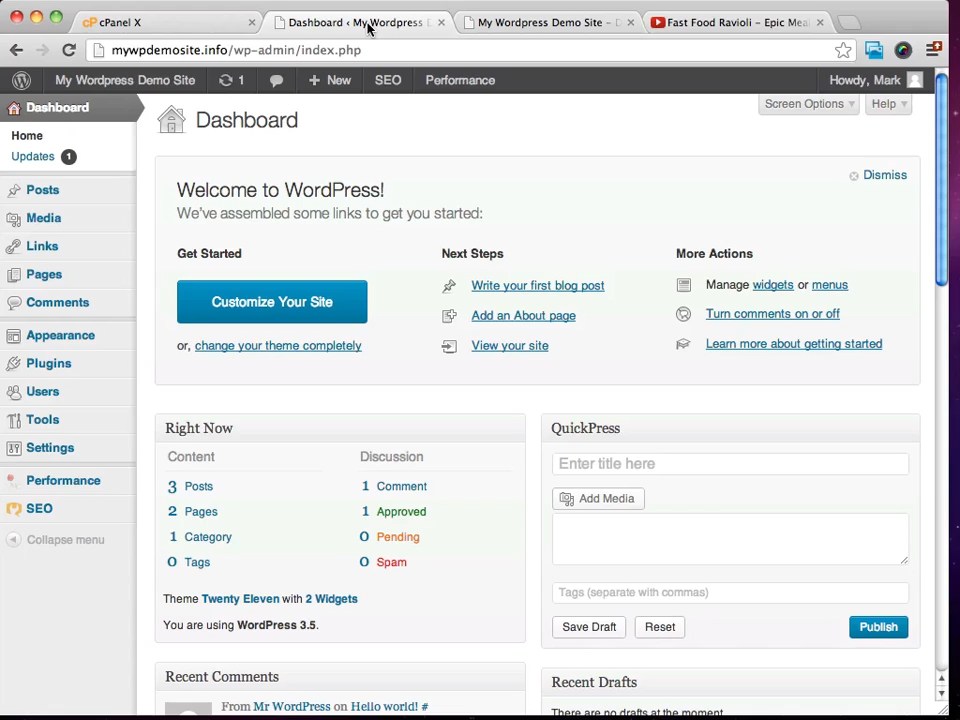 cP cPanel X
Dashboard ‹ My Wordpress D
My Wordpress Demo Site – D
Fast Food Ravioli - Epic Mea
mywpdemosite.info/wp-admin/index.php
My Wordpress Demo Site
1
New
SEO
Performance
Howdy, Mark
Dashboard
Home
Updates 1
Posts
Media
Links
Pages
Comments
Appearance
Plugins
Users
Tools
Settings
Performance
SEO
Collapse menu
Dashboard
Screen Options
Help
Dismiss
Welcome to WordPress!
We've assembled some links to get you started:
Get Started
Customize Your Site
or, change your theme completely
Next Steps
Write your first blog post
Add an About page
View your site
More Actions
Manage widgets or menus
Turn comments on or off
Learn more about getting started
Right Now
Content
3 Posts
2 Pages
1 Category
0 Tags
Discussion
1 Comment
1 Approved
0 Pending
0 Spam
Theme Twenty Eleven with 2 Widgets
You are using WordPress 3.5.
QuickPress
Enter title here
Add Media
Tags (separate with commas)
Save Draft
Reset
Publish
Recent Comments
From Mr WordPress on Hello world! #
Recent Drafts
There are no drafts at the moment